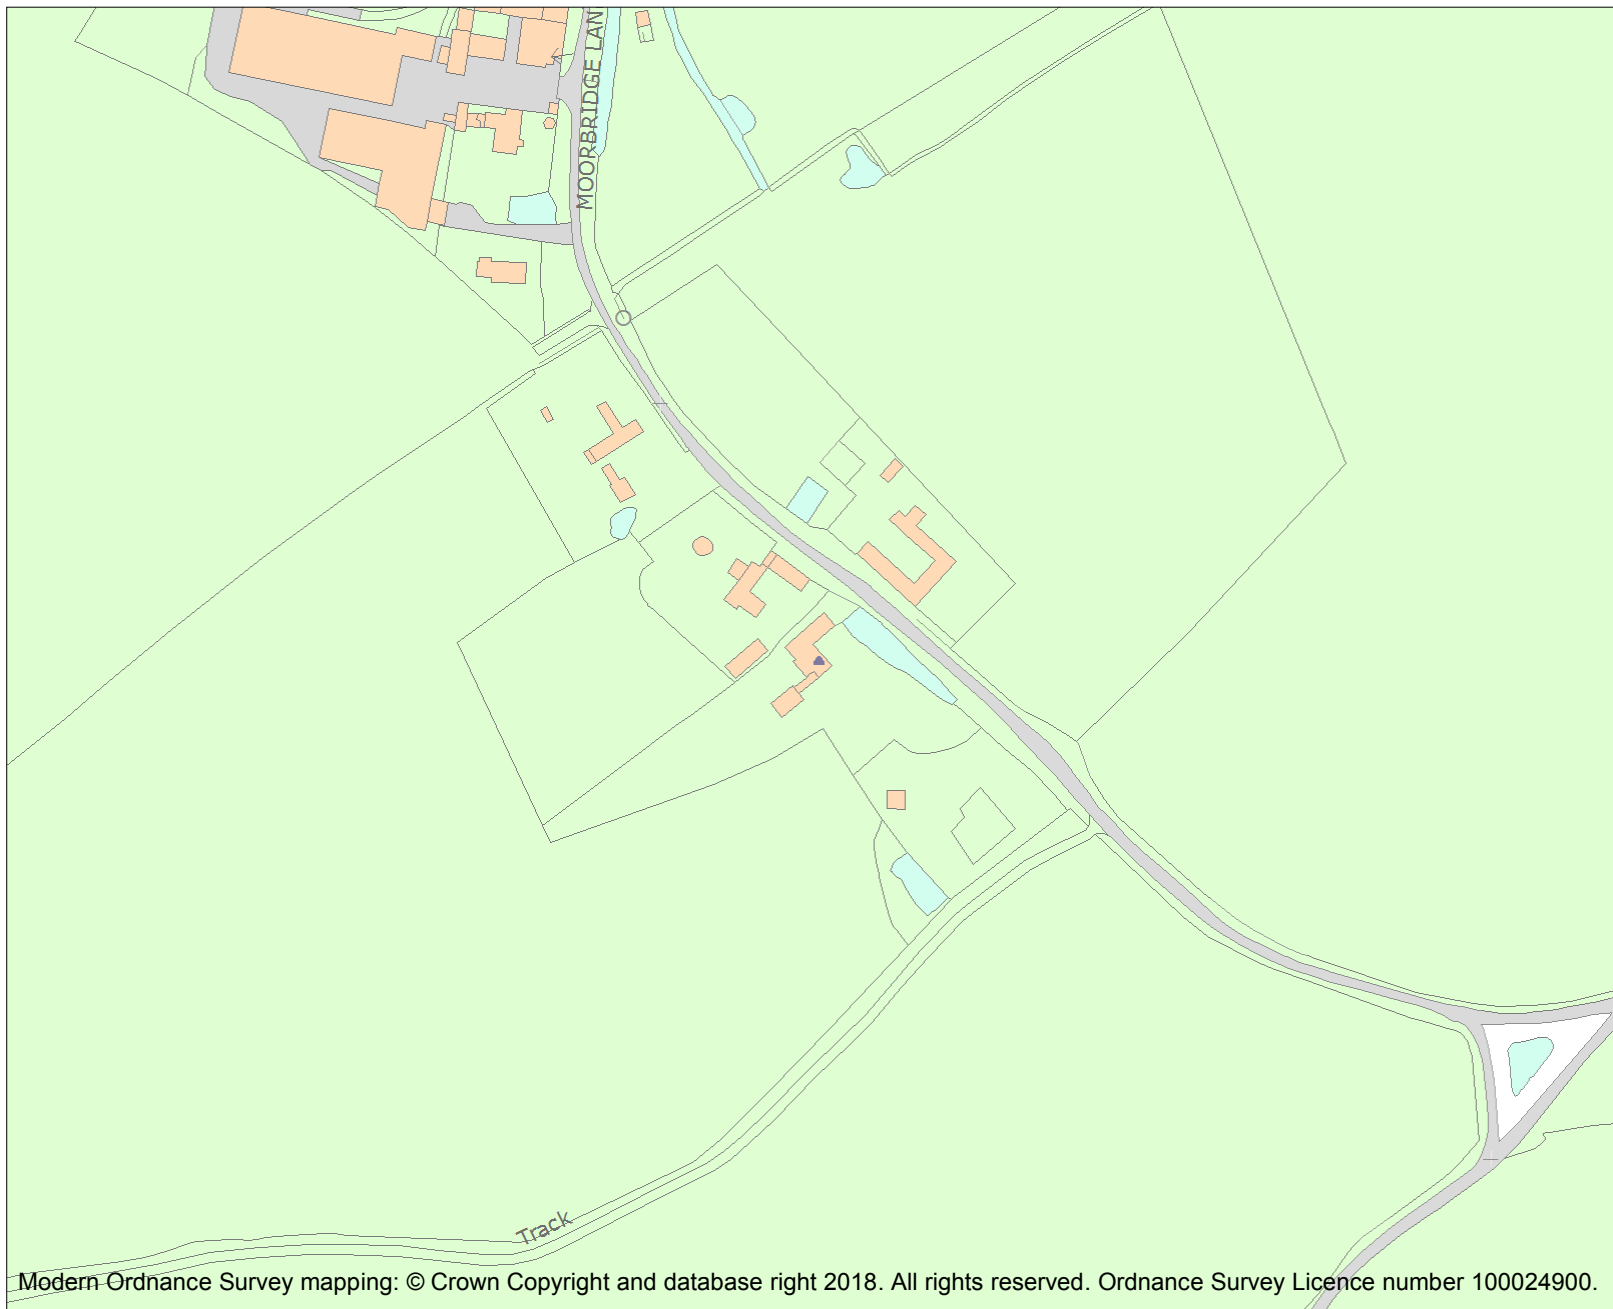 MOORBRIDGE LAN
Track
Modern Ordnance Survey mapping: © Crown Copyright and database right 2018. All rights reserved. Ordnance Survey Licence number 100024900.